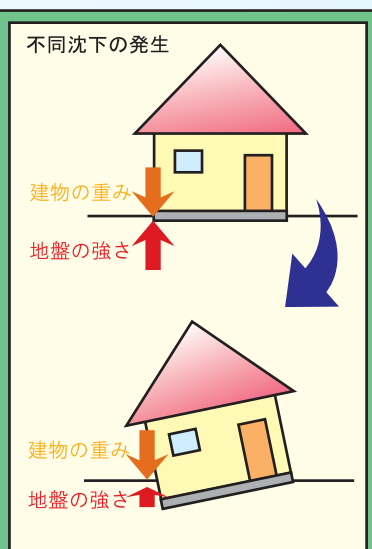 不同沈下の発生
建物の重み
地盤の強さ
建物の重み
地盤の強さ